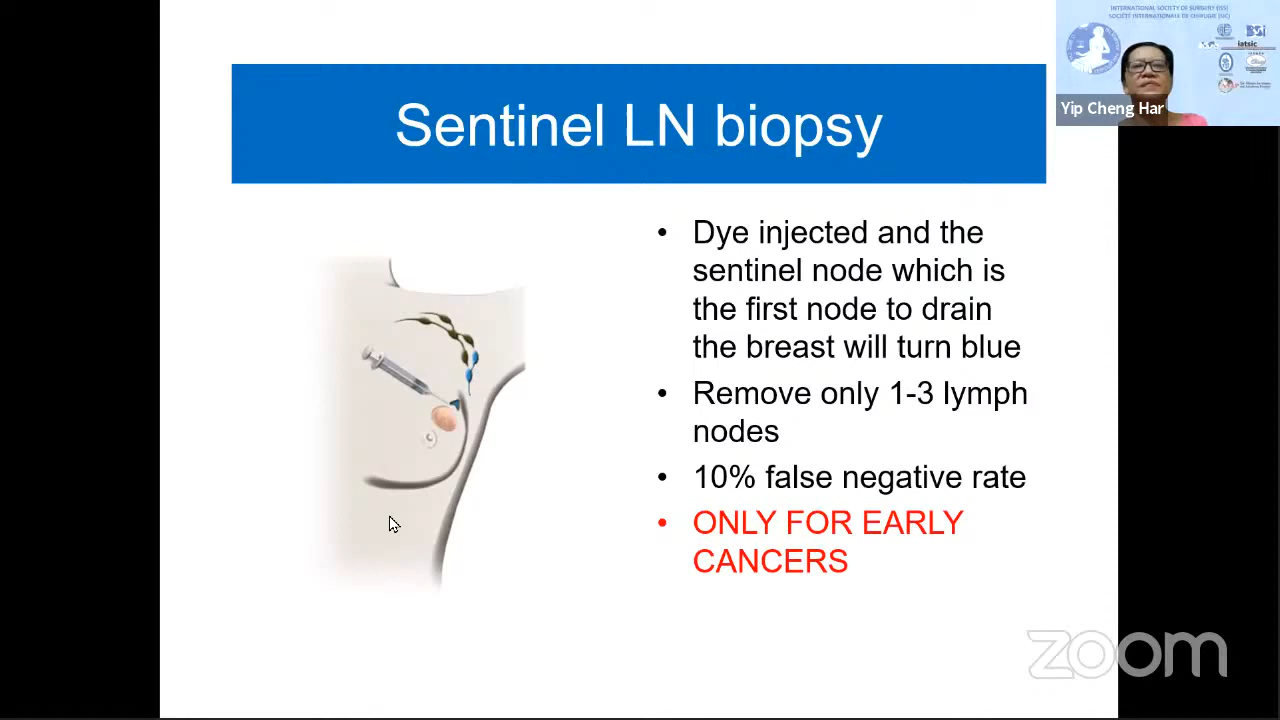 INTERNATIONAL SOCIETY OF SURGERY (ISS)
SOCIÉTÉ INTERNATIONALE DE CHIRURGIE (SIC)
iatsic
Yip Cheng Har
Sentinel LN biopsy
• Dye injected and the
sentinel node which is
the first node to drain
the breast will turn blue
• Remove only 1-3 lymph
nodes
• 10% false negative rate
• ONLY FOR EARLY
CANCERS
zoom